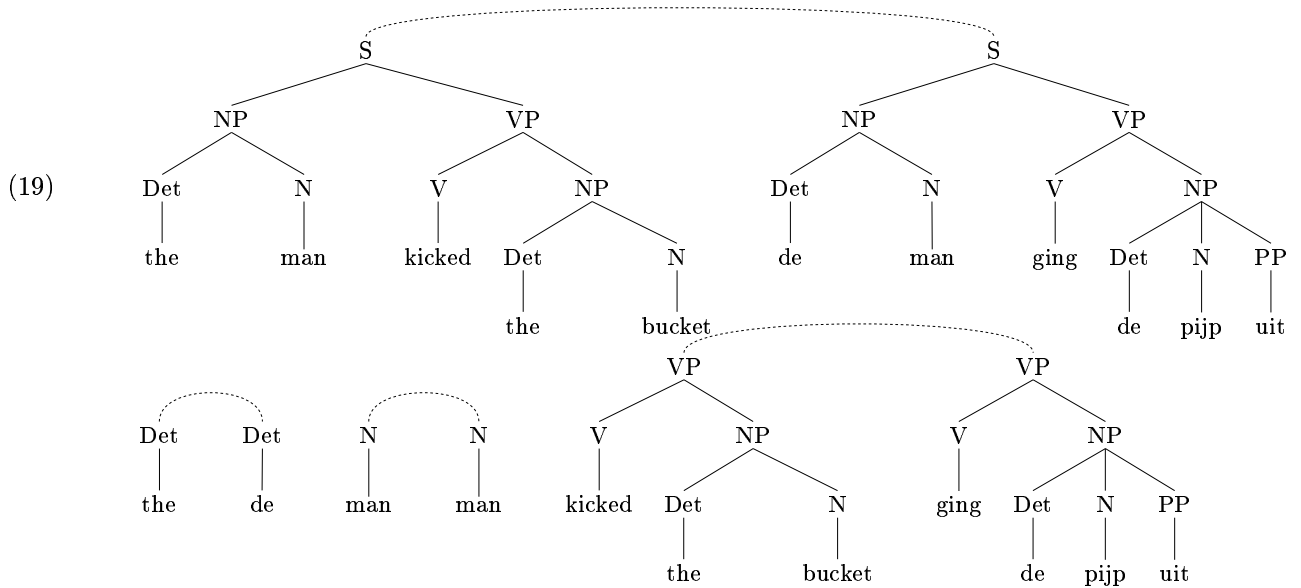 S S
NP VP NP VP
(19) Det N V NP Det N V NP
the man kicked Det N de man ging Det N PP
the bucket de pijp uit
VP VP
Det Det N N V NP V NP
the de man man kicked Det N ging Det N PP
the bucket de pijp uit